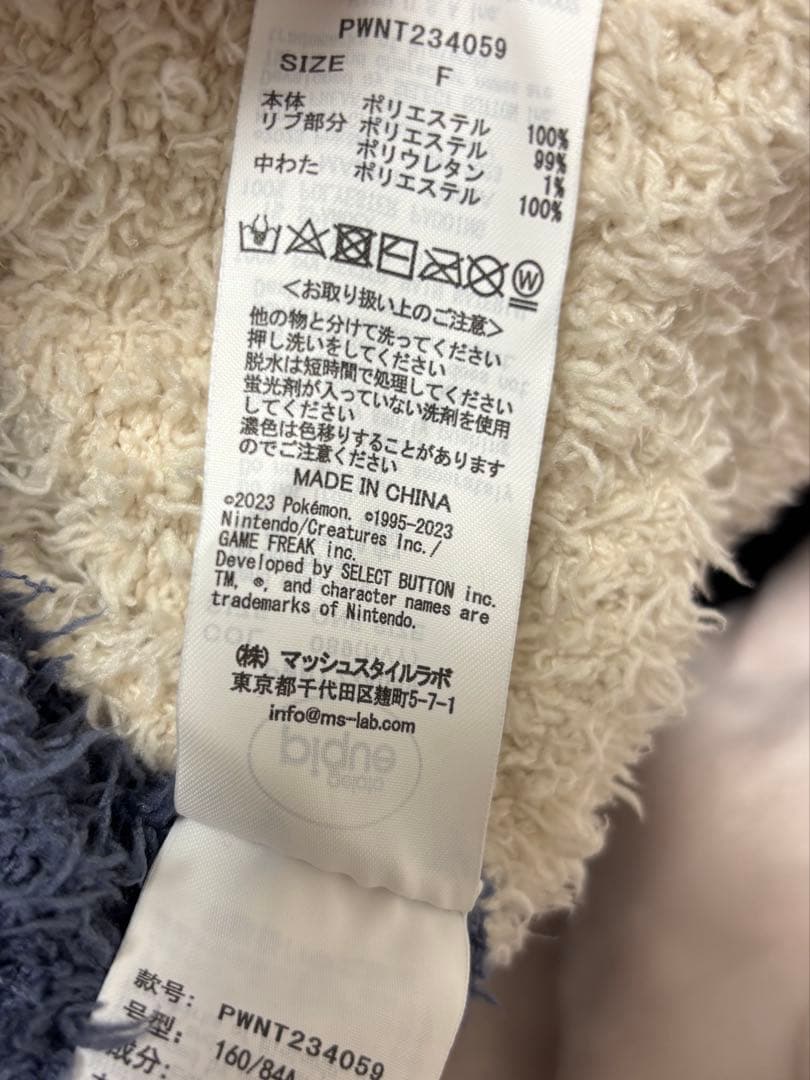 PWNT234059
SIZE F
本体 ポリエステル 100%
リブ部分 ポリエステル 99%
ポリウレタン 1%
中わた ポリエステル 100%
W
<お取り扱い上のご注意>
他の物と分けて洗ってください
押し洗いをしてください
脱水は短時間で処理してください
蛍光剤が入っていない洗剤を使用
してください
濃色は色移りすることがあります
のでご注意ください
MADE IN CHINA
©2023 Pokémon. ©1995-2023
Nintendo/Creatures Inc./
GAME FREAK inc.
Developed by SELECT BUTTON inc.
TM, ®, and character names are
trademarks of Nintendo.
(株) マッシュスタイルラボ
東京都千代田区麹町5-7-1
info@ms-lab.com
gelato
pique
款号: PWNT234059
号型: 160/84A
成分: